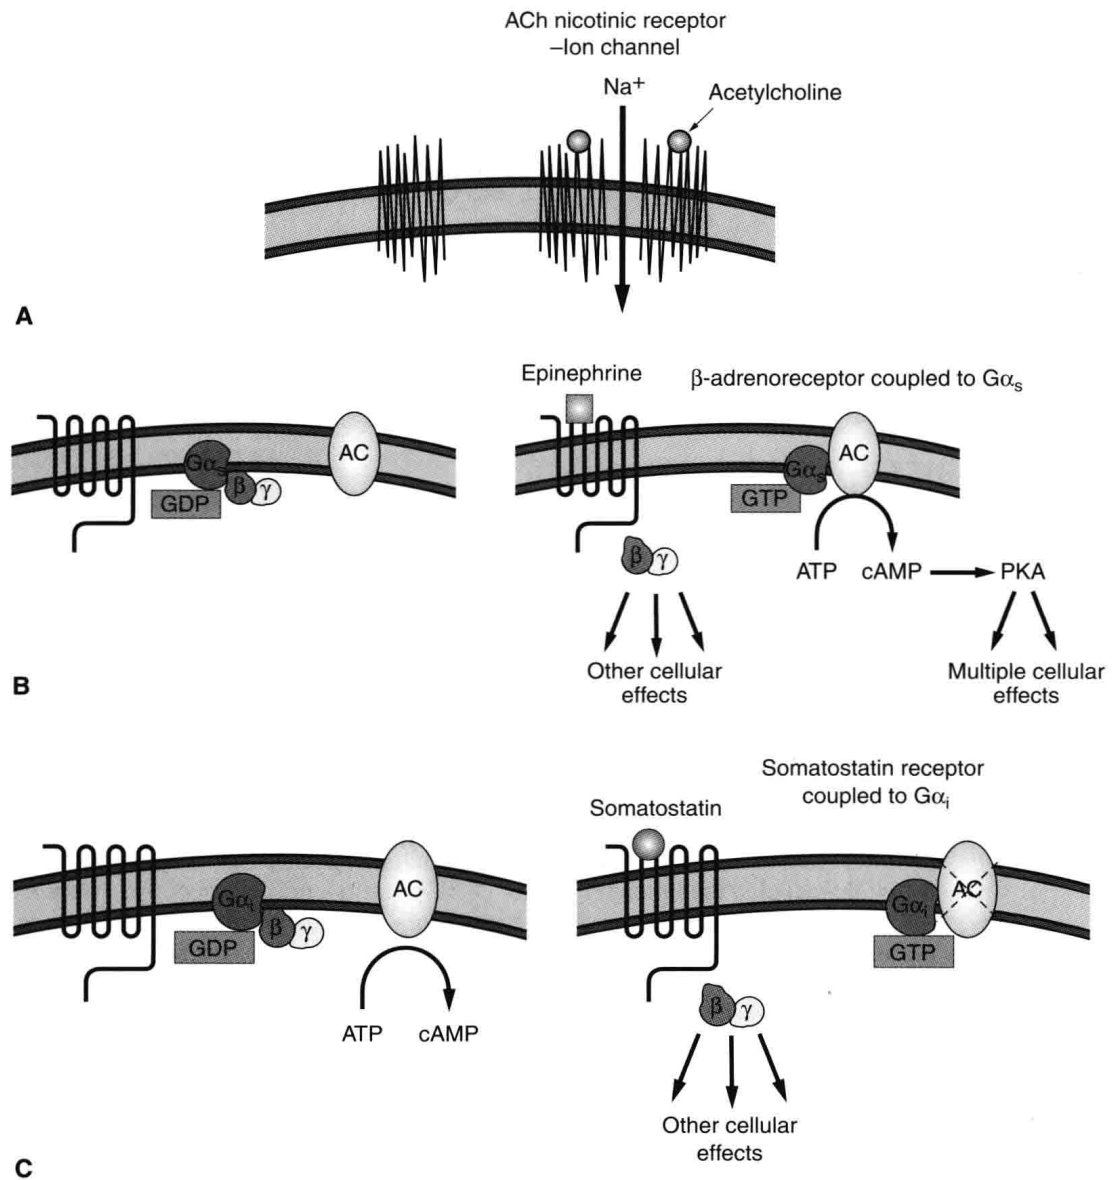 ACh nicotinic receptor
–Ion channel
Na+
Acetylcholine
A
Epinephrine
β-adrenoreceptor coupled to Gαs
Gαs
β
γ
GDP
AC
Gαs
AC
GTP
β
γ
ATP
cAMP
PKA
Other cellular
effects
Multiple cellular
effects
B
Somatostatin receptor
coupled to Gαi
Somatostatin
Gαi
β
γ
GDP
AC
ATP
cAMP
Gαi
AC
GTP
β
γ
Other cellular
effects
C